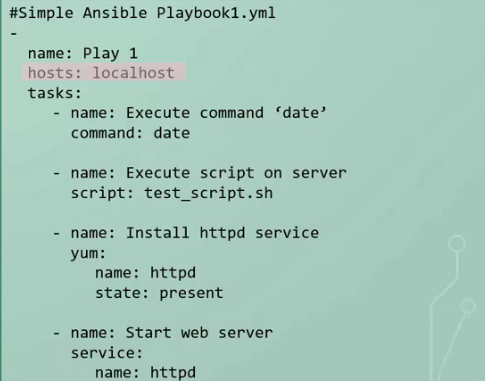 #Simple Ansible Playbook1.yml
-
name: Play 1
hosts: localhost
tasks:
- name: Execute command ‘date’
command: date
- name: Execute script on server
script: test_script.sh
- name: Install httpd service
yum:
name: httpd
state: present
- name: Start web server
service:
name: httpd